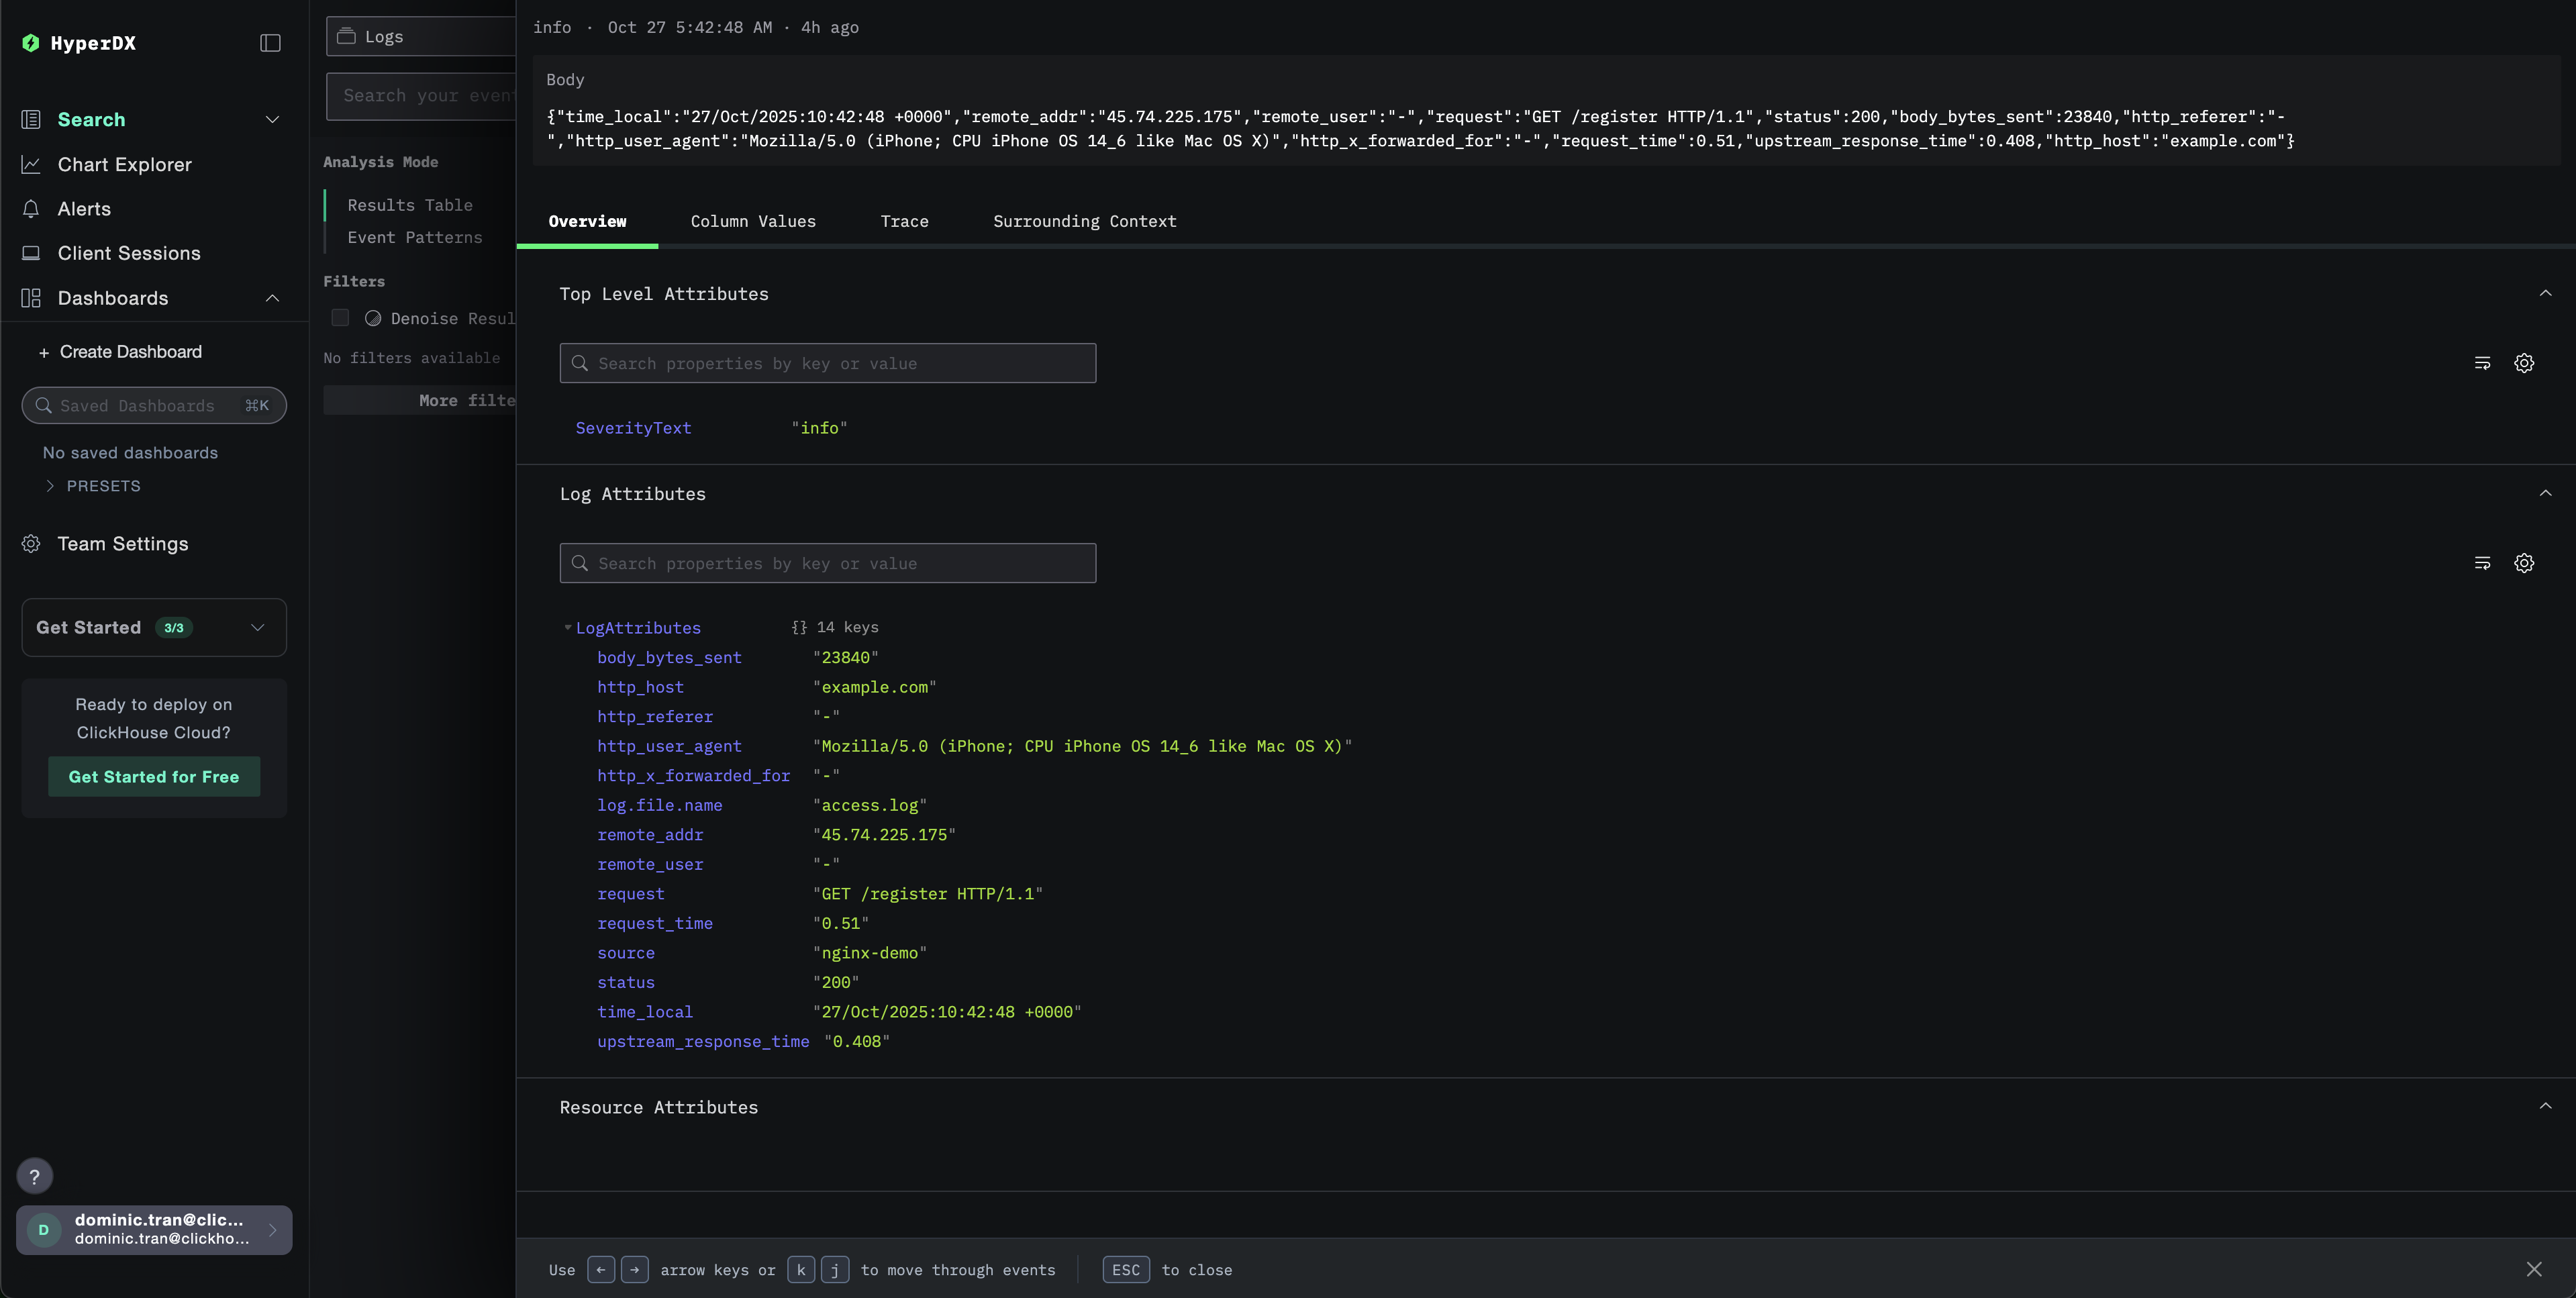 HyperDX
Search
Chart Explorer
Alerts
Client Sessions
Dashboards
+ Create Dashboard
Saved Dashboards ⌘K
No saved dashboards
PRESETS
Team Settings
Get Started 3/3
Ready to deploy on
ClickHouse Cloud?
Get Started for Free
?
D
dominic.tran@clic...
dominic.tran@clickho...
Logs
Search your event
Analysis Mode
Results Table
Event Patterns
Filters
Denoise Resul
No filters available
More filte
info · Oct 27 5:42:48 AM · 4h ago
Body
{"time_local":"27/Oct/2025:10:42:48 +0000","remote_addr":"45.74.225.175","remote_user":"-","request":"GET /register HTTP/1.1","status":200,"body_bytes_sent":23840,"http_referer":"-
","http_user_agent":"Mozilla/5.0 (iPhone; CPU iPhone OS 14_6 like Mac OS X)","http_x_forwarded_for":"-","request_time":0.51,"upstream_response_time":0.408,"http_host":"example.com"}
Overview Column Values Trace Surrounding Context
Top Level Attributes
Search properties by key or value
SeverityText "info"
Log Attributes
Search properties by key or value
LogAttributes {} 14 keys
body_bytes_sent "23840"
http_host "example.com"
http_referer "-"
http_user_agent "Mozilla/5.0 (iPhone; CPU iPhone OS 14_6 like Mac OS X)"
http_x_forwarded_for "-"
log.file.name "access.log"
remote_addr "45.74.225.175"
remote_user "-"
request "GET /register HTTP/1.1"
request_time "0.51"
source "nginx-demo"
status "200"
time_local "27/Oct/2025:10:42:48 +0000"
upstream_response_time "0.408"
Resource Attributes
Use ← → arrow keys or k j to move through events ESC to close